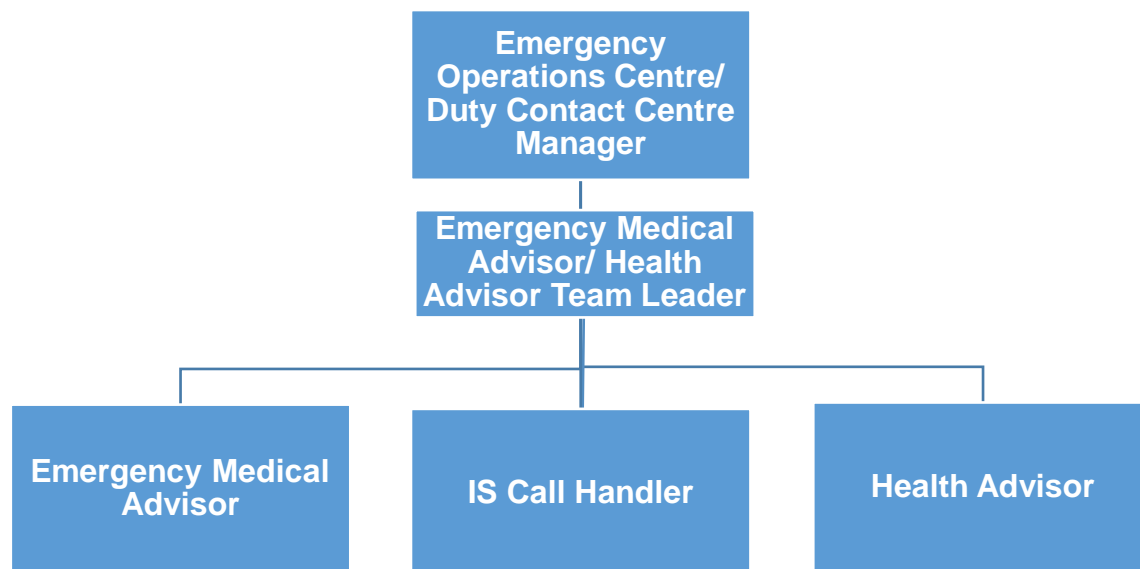 Emergency
Operations Centre/
Duty Contact Centre
Manager
Emergency Medical
Advisor/ Health
Advisor Team Leader
Emergency Medical
Advisor
IS Call Handler
Health Advisor